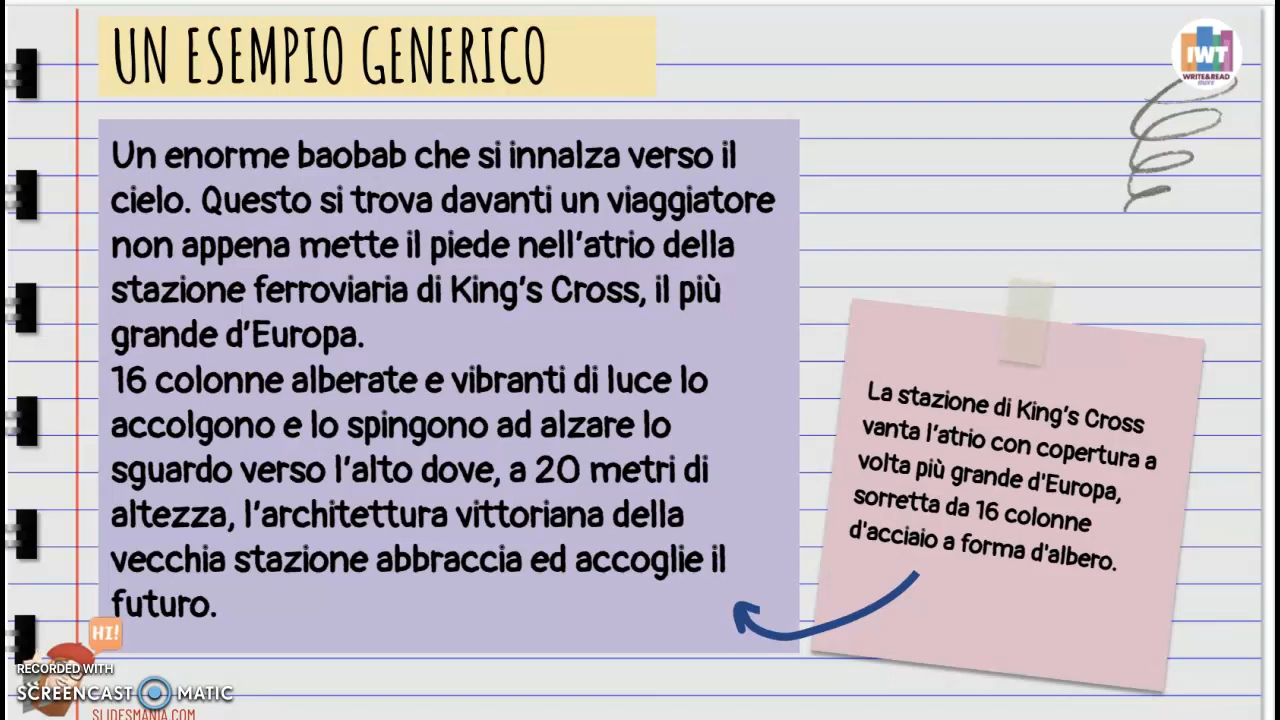 UN ESEMPIO GENERICO
IWT
WRITE&READ
Un enorme baobab che si innalza verso il
cielo. Questo si trova davanti un viaggiatore
non appena mette il piede nell'atrio della
stazione ferroviaria di King's Cross, il più
grande d'Europa.
16 colonne alberate e vibranti di luce lo
accolgono e lo spingono ad alzare lo
sguardo verso l'alto dove, a 20 metri di
altezza, l'architettura vittoriana della
vecchia stazione abbraccia ed accoglie il
futuro.
La stazione di King's Cross
vanta l'atrio con copertura a
volta più grande d'Europa,
sorretta da 16 colonne
d'acciaio a forma d'albero.
HI!
RECORDED WITH
SCREENCAST MATIC
SLIDESMANIA.COM